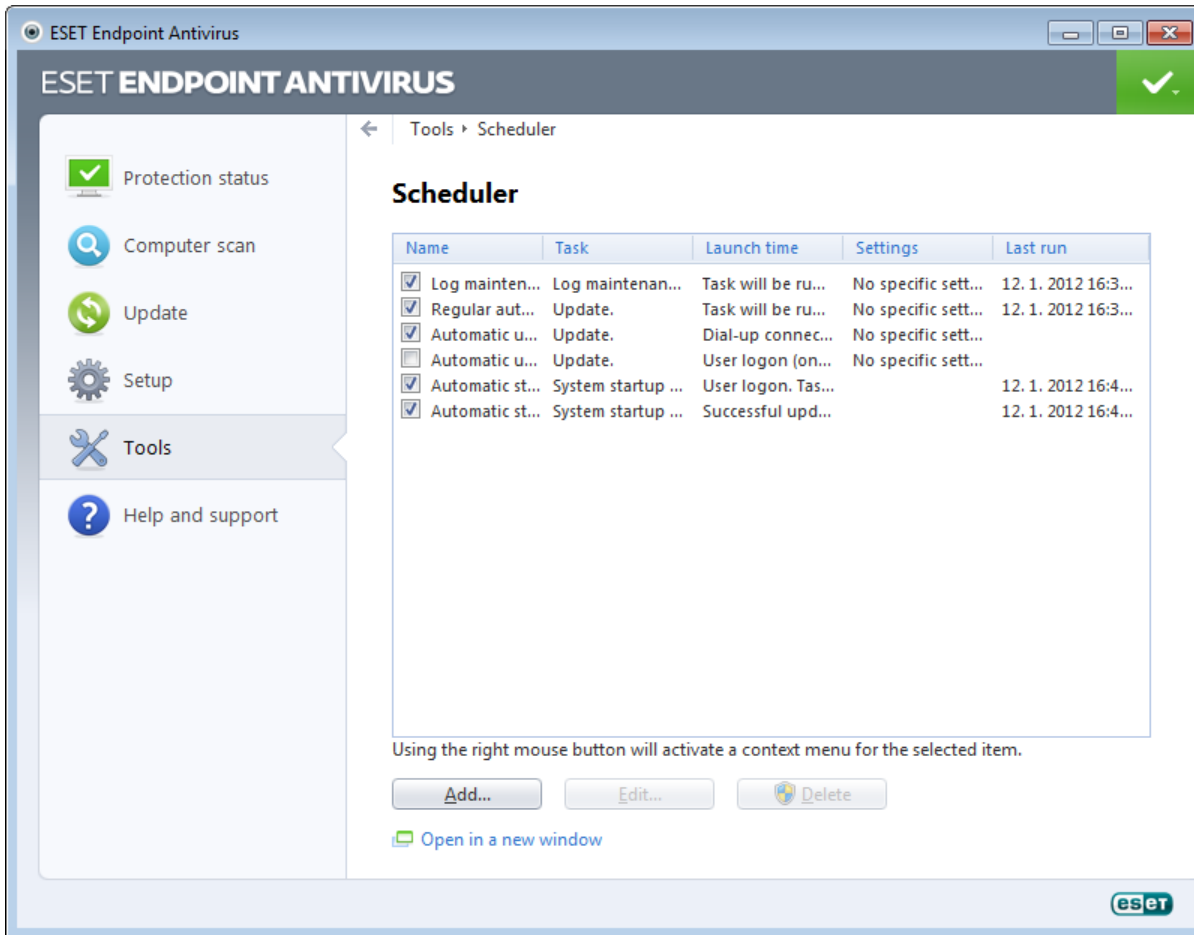 ESET Endpoint Antivirus
ESET ENDPOINT ANTIVIRUS
Tools ‣ Scheduler
Protection status
Computer scan
Update
Setup
Tools
Help and support
Scheduler
Name Task Launch time Settings Last run
Log mainten... Log maintenan... Task will be ru... No specific sett... 12. 1. 2012 16:3...
Regular aut... Update. Task will be ru... No specific sett... 12. 1. 2012 16:3...
Automatic u... Update. Dial-up connec... No specific sett...
Automatic u... Update. User logon (on... No specific sett...
Automatic st... System startup ... User logon. Tas... 12. 1. 2012 16:4...
Automatic st... System startup ... Successful upd... 12. 1. 2012 16:4...
Using the right mouse button will activate a context menu for the selected item.
Add... Edit... Delete
Open in a new window
eset